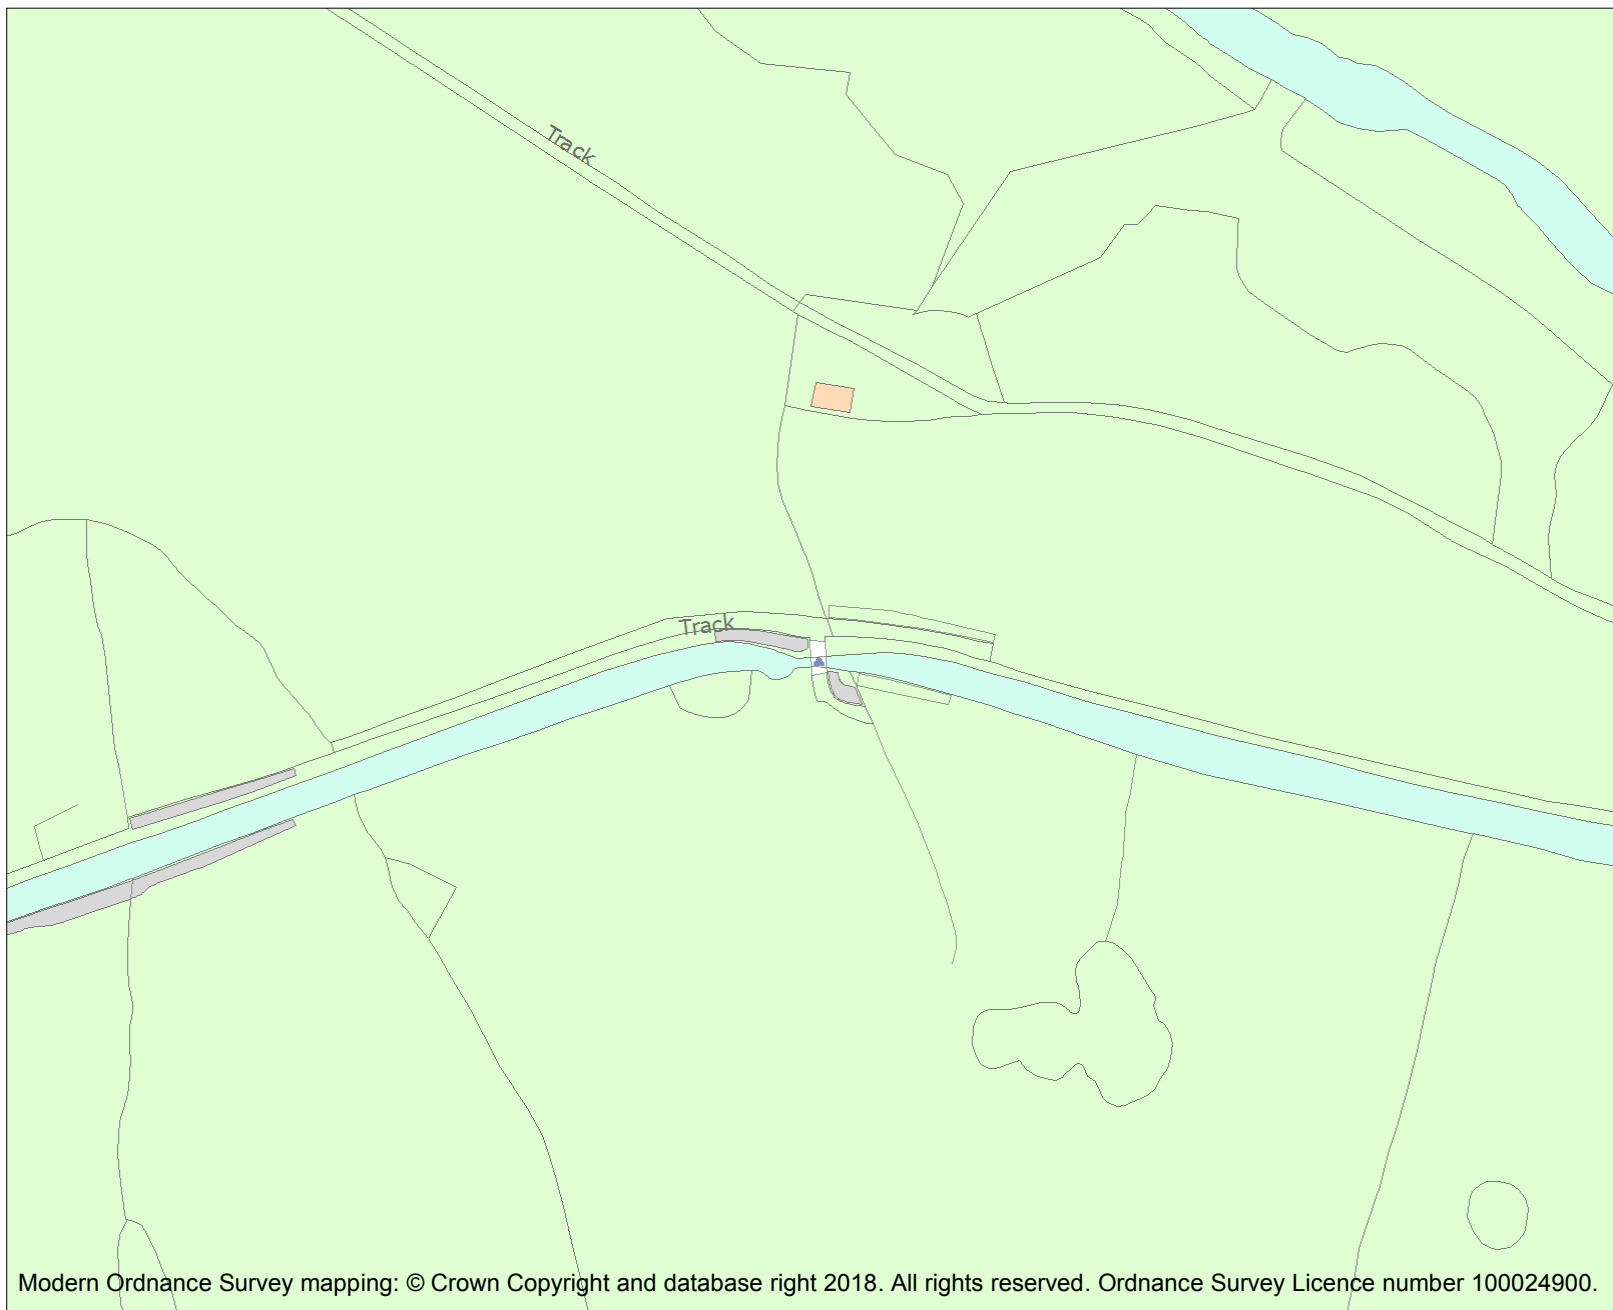 Track
Track
Modern Ordnance Survey mapping: © Crown Copyright and database right 2018. All rights reserved. Ordnance Survey Licence number 100024900.